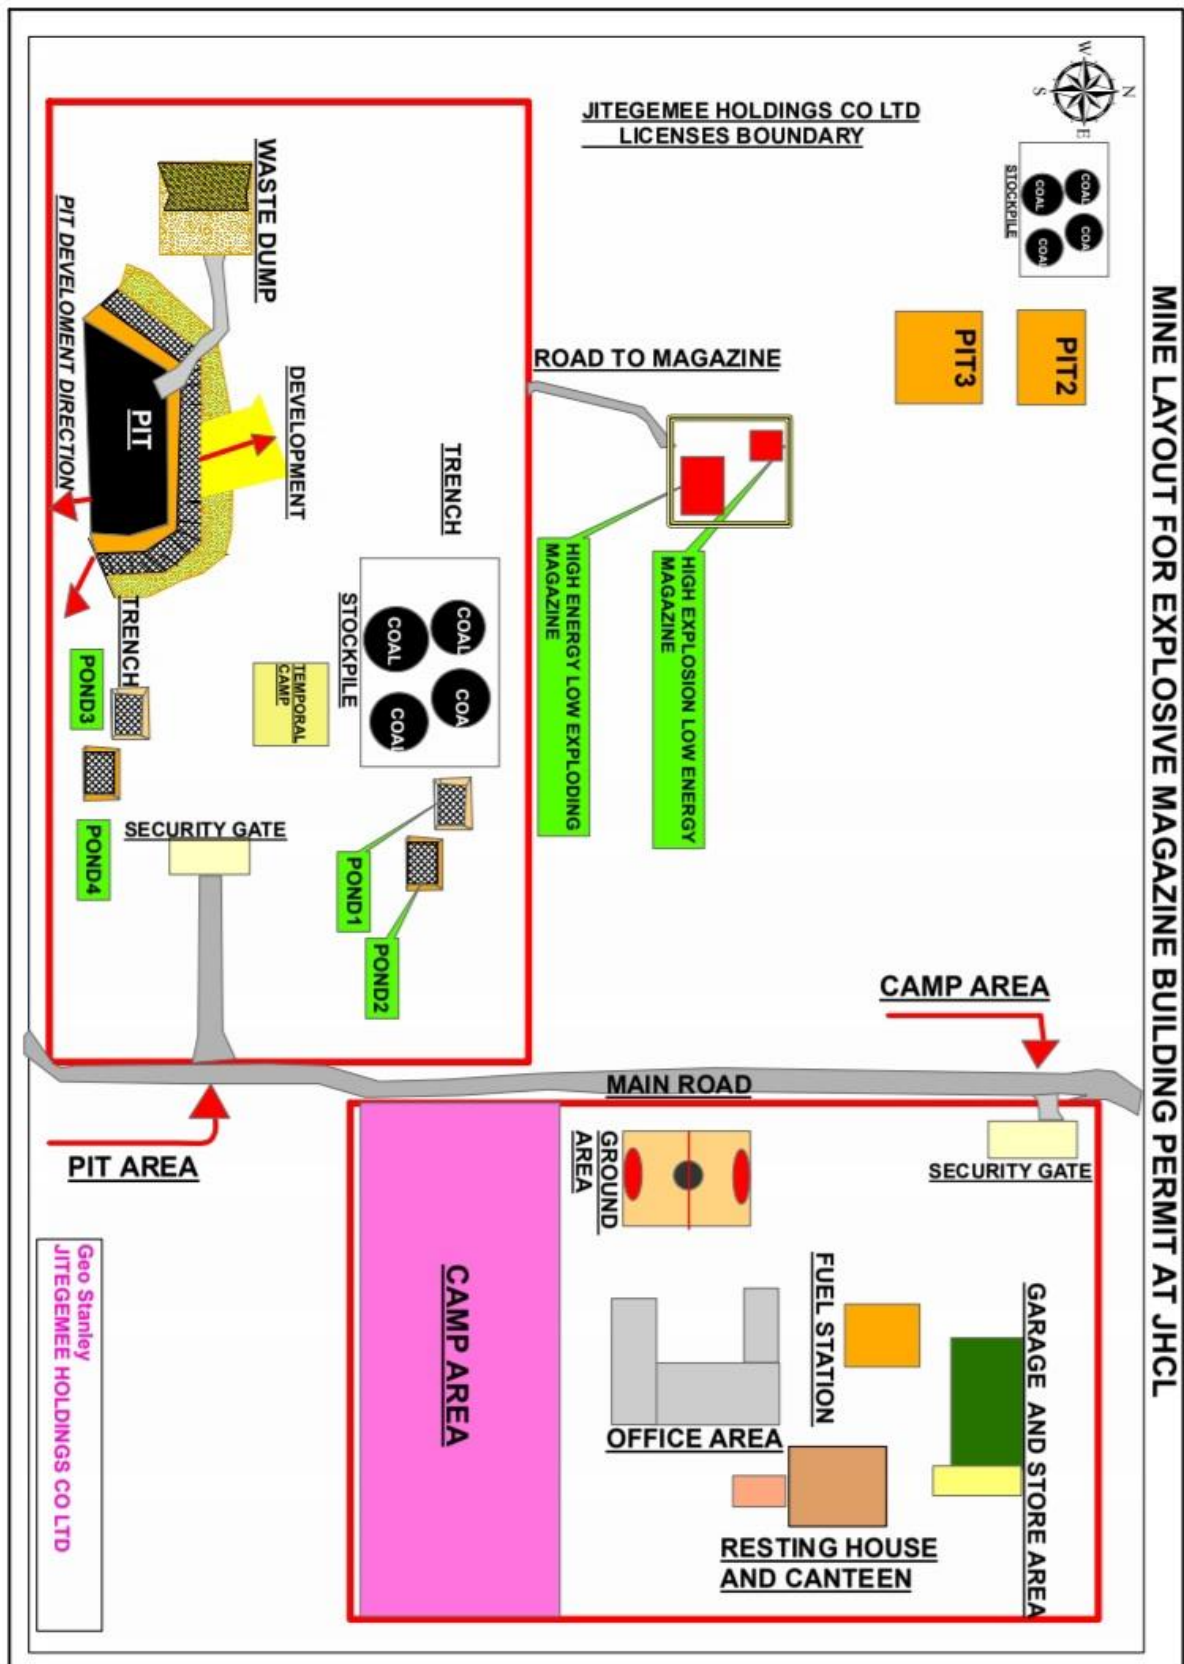 MINE LAYOUT FOR EXPLOSIVE MAGAZINE BUILDING PERMIT AT JHCL
W
N
S
E
JITEGEMEE HOLDINGS CO LTD
LICENSES BOUNDARY
COAL
COA
COAL
COAL
STOCKPILE
PIT2
PIT3
WASTE DUMP
PIT DEVELOMENT DIRECTION
PIT
DEVELOPMENT
ROAD TO MAGAZINE
TRENCH
HIGH EXPLOSION LOW ENERGY
MAGAZINE
HIGH ENERGY LOW EXPLODING
MAGAZINE
COAL
COAL
COA
COAL
STOCKPILE
TEMPORAL
CAMP
TRENCH
POND3
POND4
POND1
POND2
SECURITY GATE
CAMP AREA
MAIN ROAD
PIT AREA
SECURITY GATE
GROUND
AREA
CAMP AREA
FUEL STATION
GARAGE AND STORE AREA
OFFICE AREA
RESTING HOUSE
AND CANTEEN
Geo Stanley
JITEGEMEE HOLDINGS CO LTD